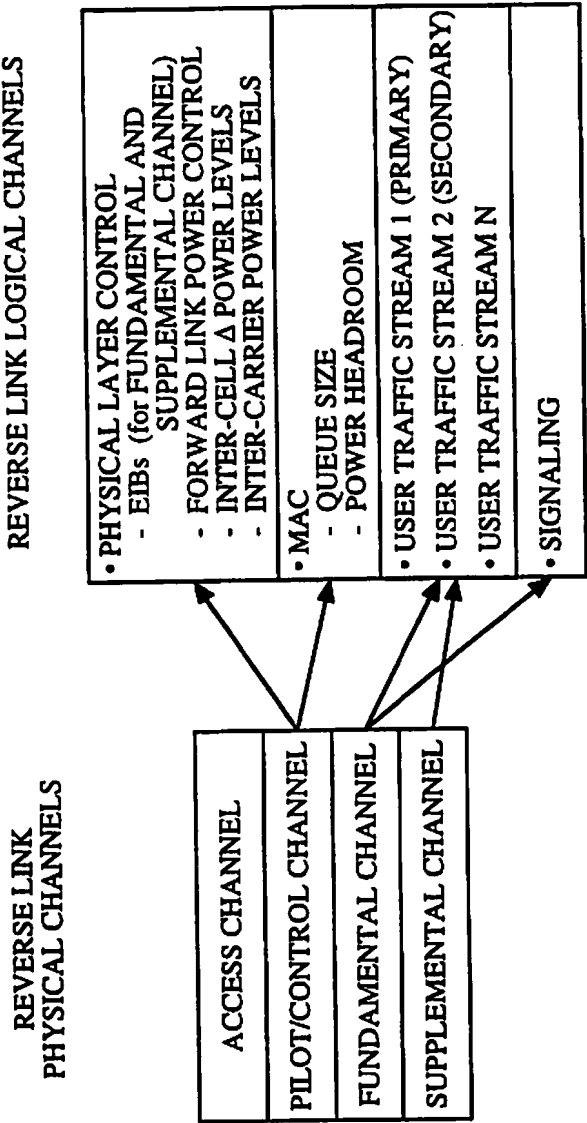 REVERSE LINK
PHYSICAL CHANNELS
ACCESS CHANNEL
PILOT/CONTROL CHANNEL
FUNDAMENTAL CHANNEL
SUPPLEMENTAL CHANNEL
REVERSE LINK LOGICAL CHANNELS
• PHYSICAL LAYER CONTROL
- EIBs (for FUNDAMENTAL AND
SUPPLEMENTAL CHANNEL)
- FORWARD LINK POWER CONTROL
- INTER-CELL Δ POWER LEVELS
- INTER-CARRIER POWER LEVELS
• MAC
- QUEUE SIZE
- POWER HEADROOM
• USER TRAFFIC STREAM 1 (PRIMARY)
• USER TRAFFIC STREAM 2 (SECONDARY)
• USER TRAFFIC STREAM N
• SIGNALING